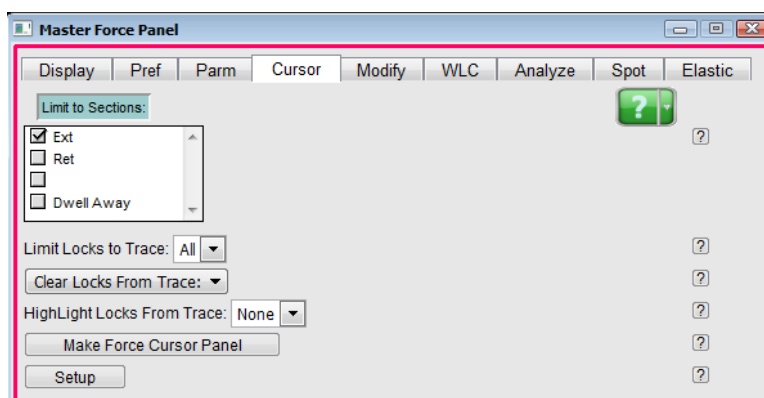 Master Force Panel
Display Pref Parm Cursor Modify WLC Analyze Spot Elastic
Limit to Sections:
?
Ext
?
Ret
Dwell Away
Limit Locks to Trace: All
?
Clear Locks From Trace:
?
HighLight Locks From Trace: None
?
Make Force Cursor Panel
?
Setup
?